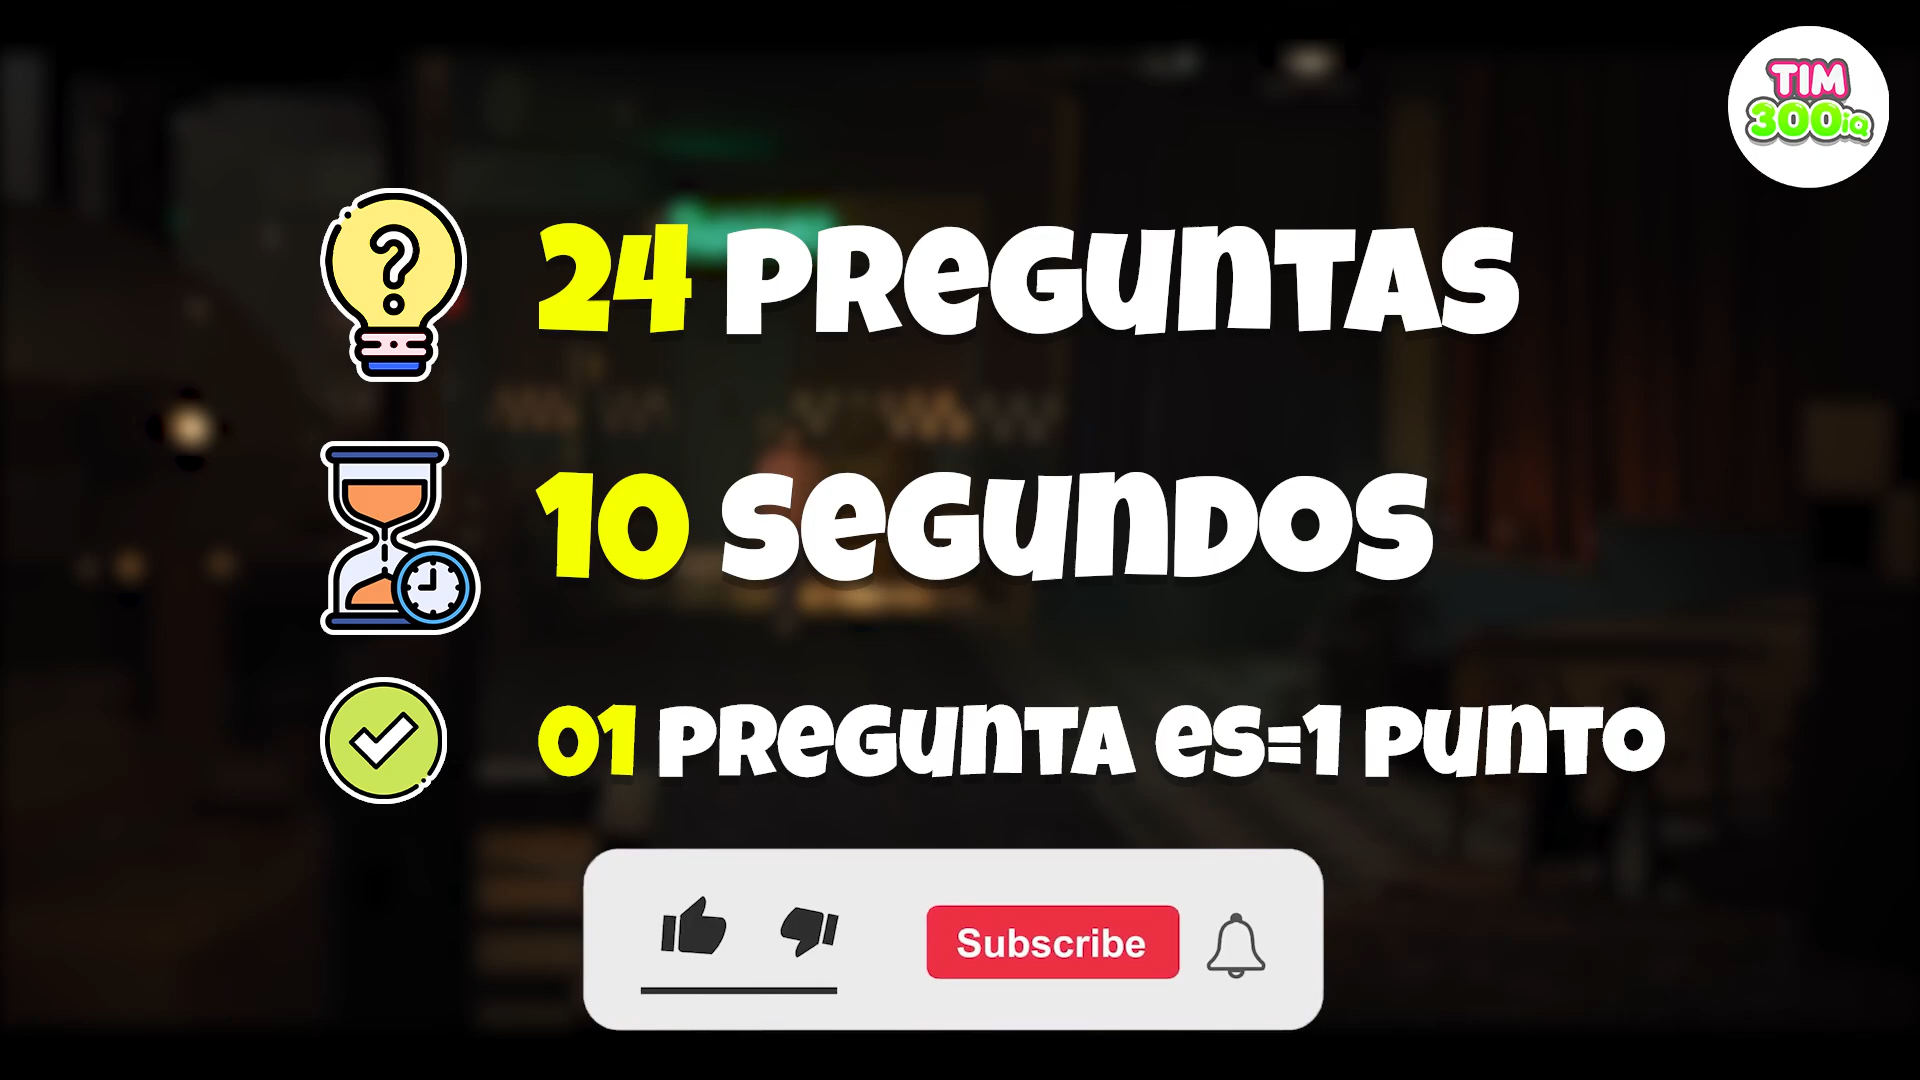 TIM
300iq
24 PREGUNTAS
10 SEGUNDOS
01 PREGUNTA ES=1 PUNTO
Subscribe